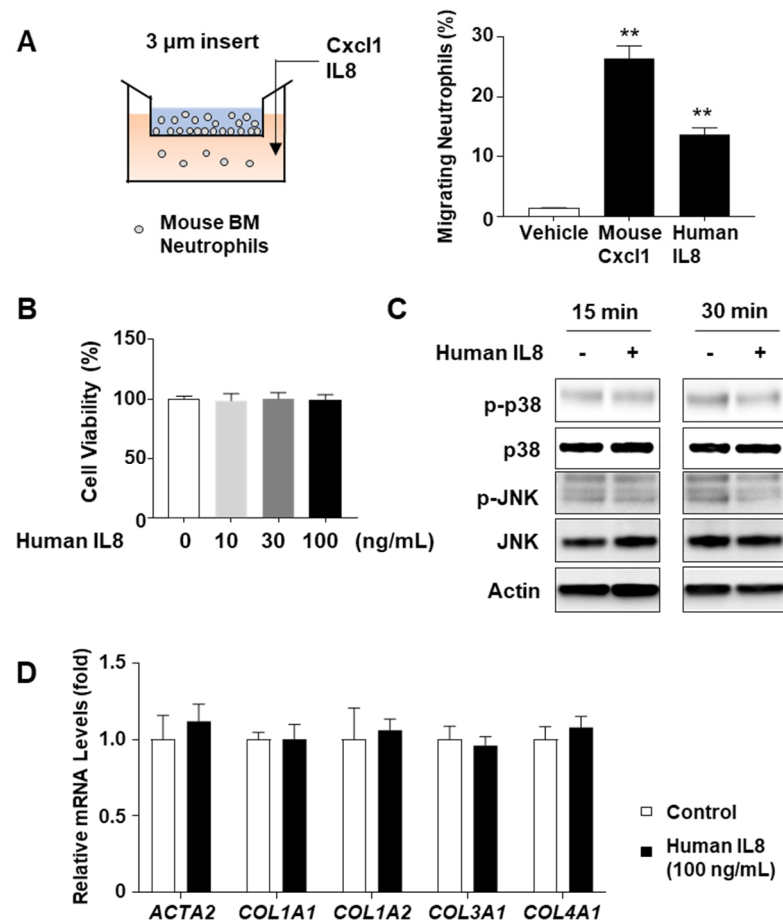 A
3 μm insert
Cxcl1
IL8
Mouse BM
Neutrophils
Migrating Neutrophils (%)
30
20
10
0
Vehicle
Mouse
Cxcl1
Human
IL8
**
**
B
Cell Viability (%)
150
100
50
0
Human IL8 0 10 30 100 (ng/mL)
C
15 min 30 min
Human IL8 - + - +
p-p38
p38
p-JNK
JNK
Actin
D
Relative mRNA Levels (fold)
1.5
1.0
0.5
0
ACTA2 COL1A1 COL1A2 COL3A1 COL4A1
Control
Human IL8
(100 ng/mL)